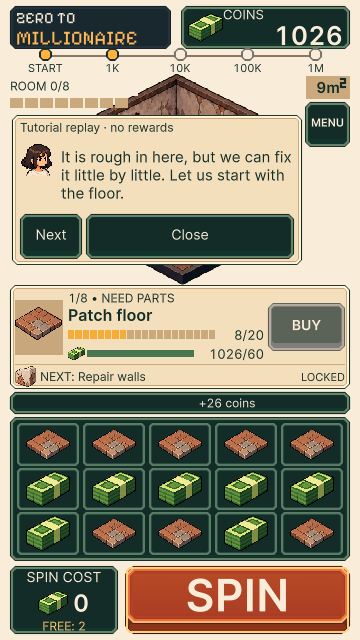 ZERO TO
MILLIONAIRE
COINS
1026
START
1K
10K
100K
1M
ROOM 0/8
9m²
MENU
Tutorial replay · no rewards
It is rough in here, but we can fix
it little by little. Let us start with
the floor.
Next
Close
1/8 • NEED PARTS
Patch floor
8/20
1026/60
BUY
NEXT: Repair walls
LOCKED
+26 coins
SPIN COST
0
FREE: 2
SPIN